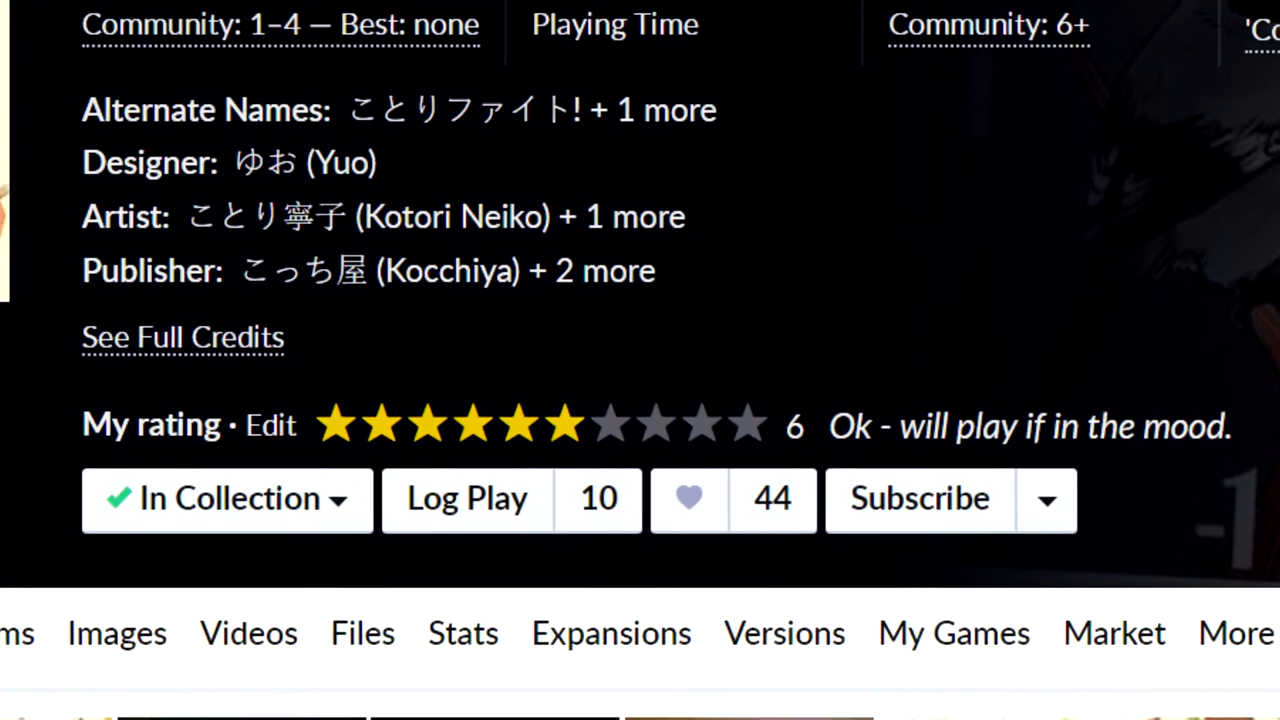 Community: 1–4 — Best: none Playing Time Community: 6+ 'Co
Alternate Names: ことりファイト! + 1 more
Designer: ゆお (Yuo)
Artist: ことり寧子 (Kotori Neiko) + 1 more
Publisher: こっち屋 (Kocchiya) + 2 more
See Full Credits
My rating · Edit 6 Ok - will play if in the mood.
In Collection Log Play 10 44 Subscribe
-1
ms Images Videos Files Stats Expansions Versions My Games Market More